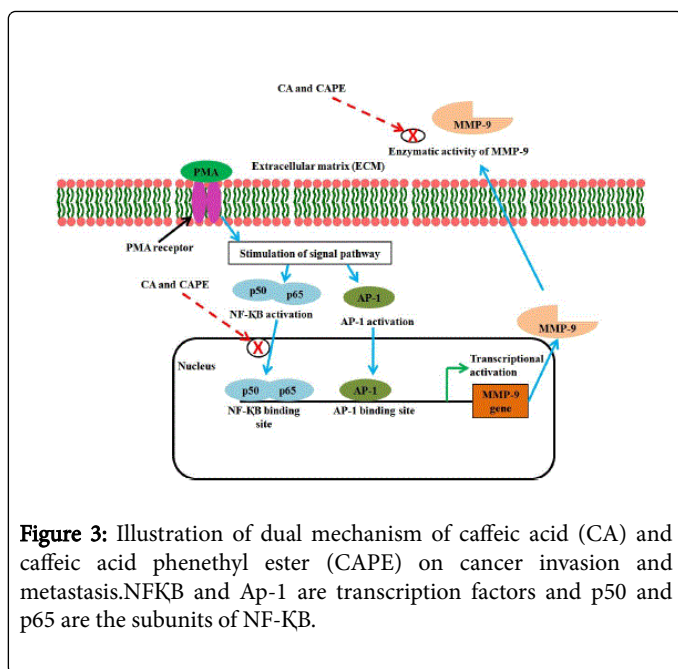 CA and CAPE
MMP-9
Enzymatic activity of MMP-9
X
PMA
Extracellular matrix (ECM)
PMA receptor
Stimulation of signal pathway
CA and CAPE
p50 p65
AP-1
NF-ҚB activation
AP-1 activation
MMP-9
X
Nucleus
Transcriptional
activation
p50 p65
AP-1
MMP-9
gene
NF-ҚB binding
site
AP-1 binding site
Figure 3: Illustration of dual mechanism of caffeic acid (CA) and
caffeic acid phenethyl ester (CAPE) on cancer invasion and
metastasis.NFҚB and Ap-1 are transcription factors and p50 and
p65 are the subunits of NF-ҚB.